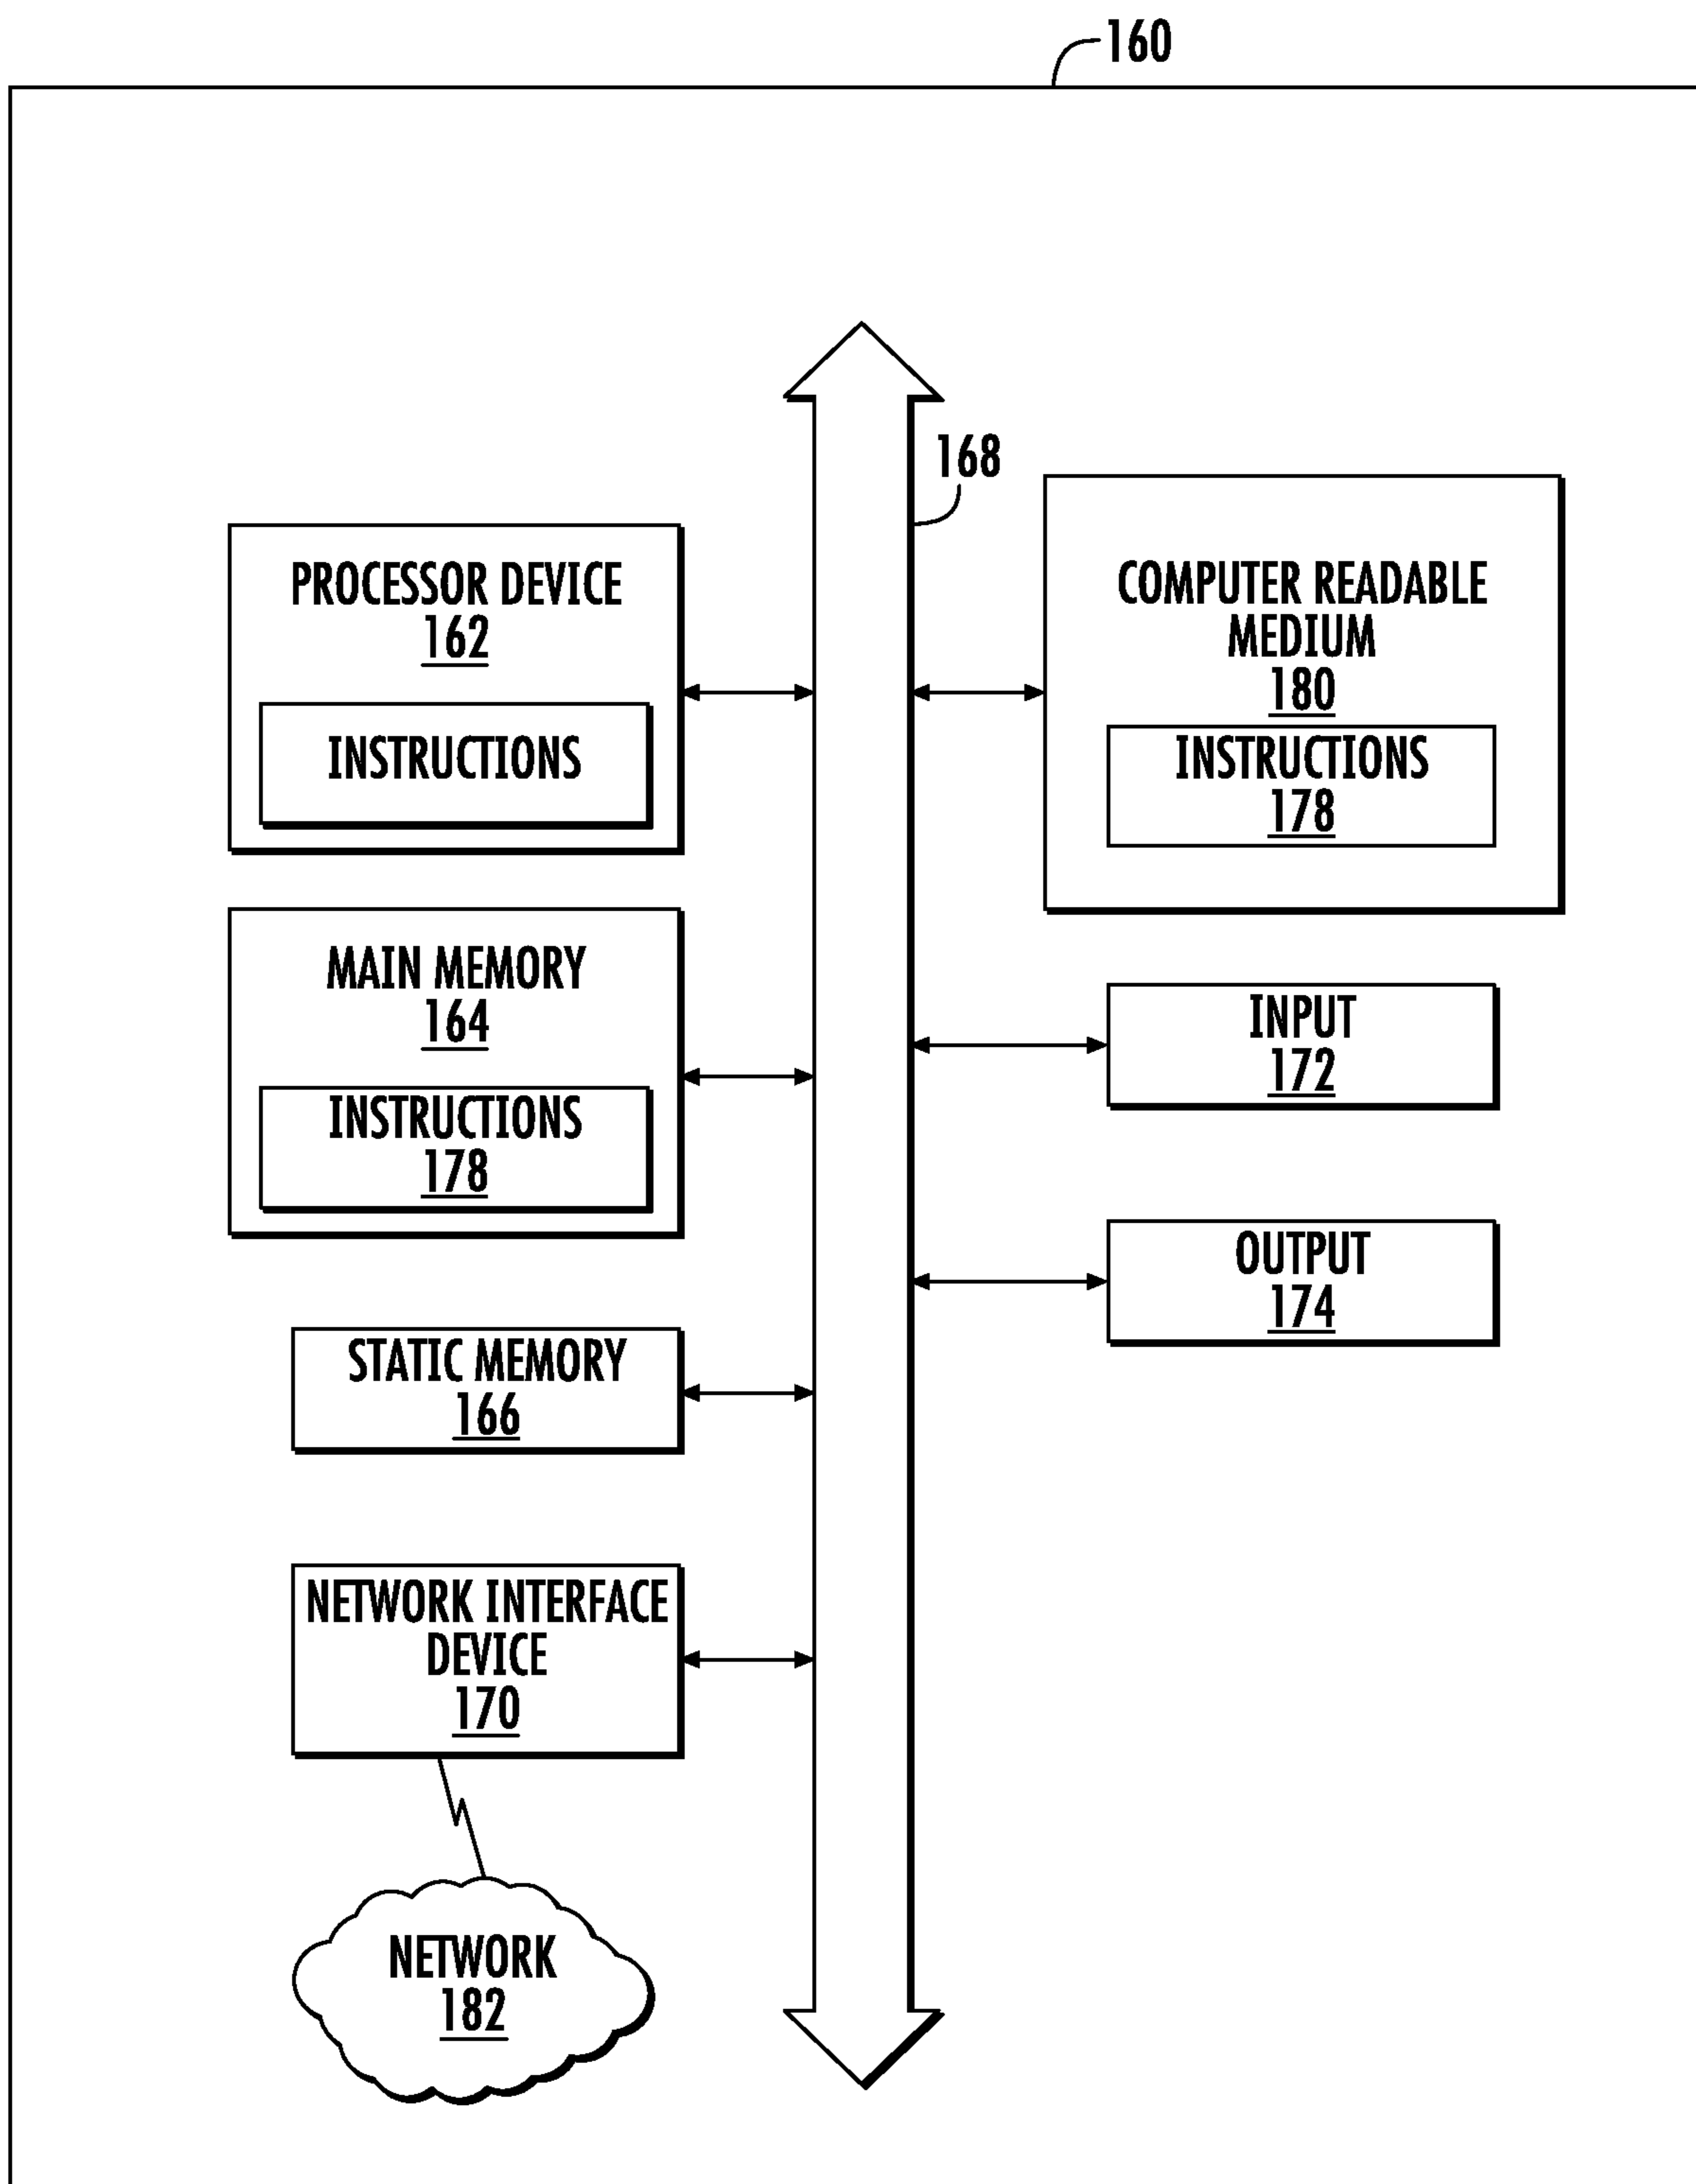 160
168
PROCESSOR DEVICE
162
INSTRUCTIONS
COMPUTER READABLE
MEDIUM
180
INSTRUCTIONS
178
MAIN MEMORY
164
INSTRUCTIONS
178
INPUT
172
OUTPUT
174
STATIC MEMORY
166
NETWORK INTERFACE
DEVICE
170
NETWORK
182